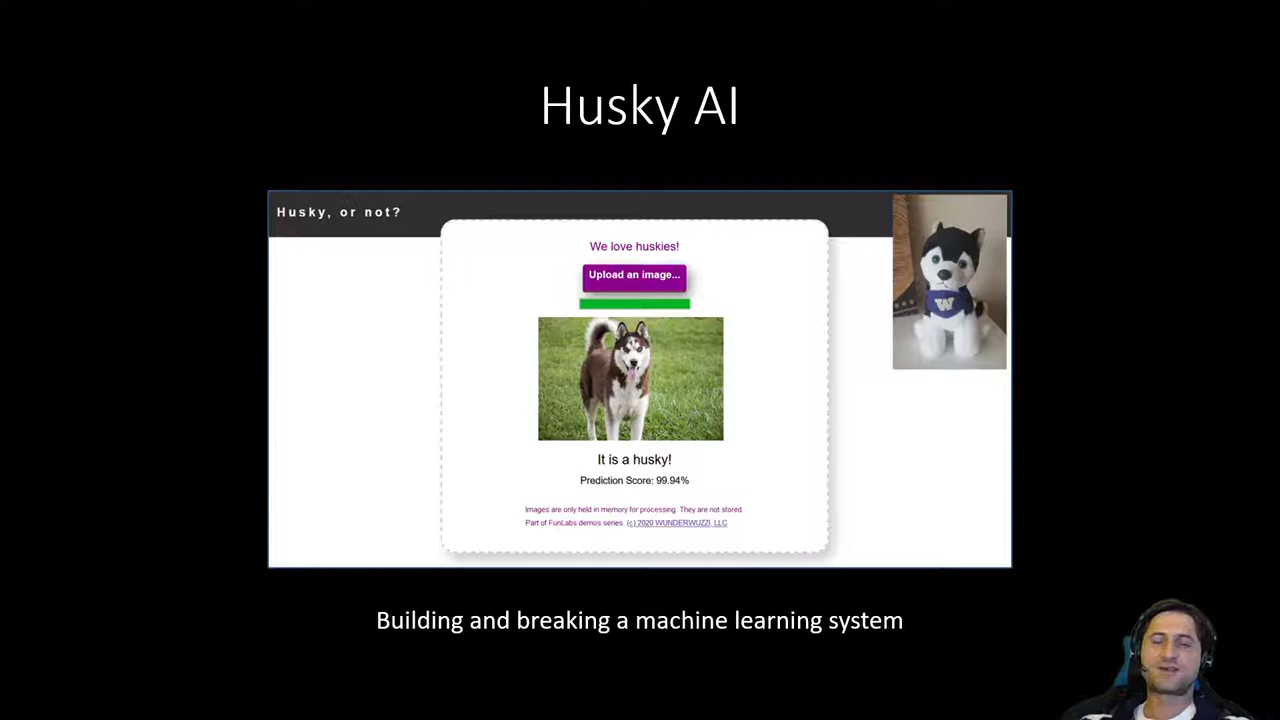 Husky AI
Husky, or not?
We love huskies!
Upload an image...
W
It is a husky!
Prediction Score: 99.94%
Images are only held in memory for processing. They are not stored.
Part of FunLabs demos series. (c) 2020 WUNDERWUZZI, LLC
Building and breaking a machine learning system